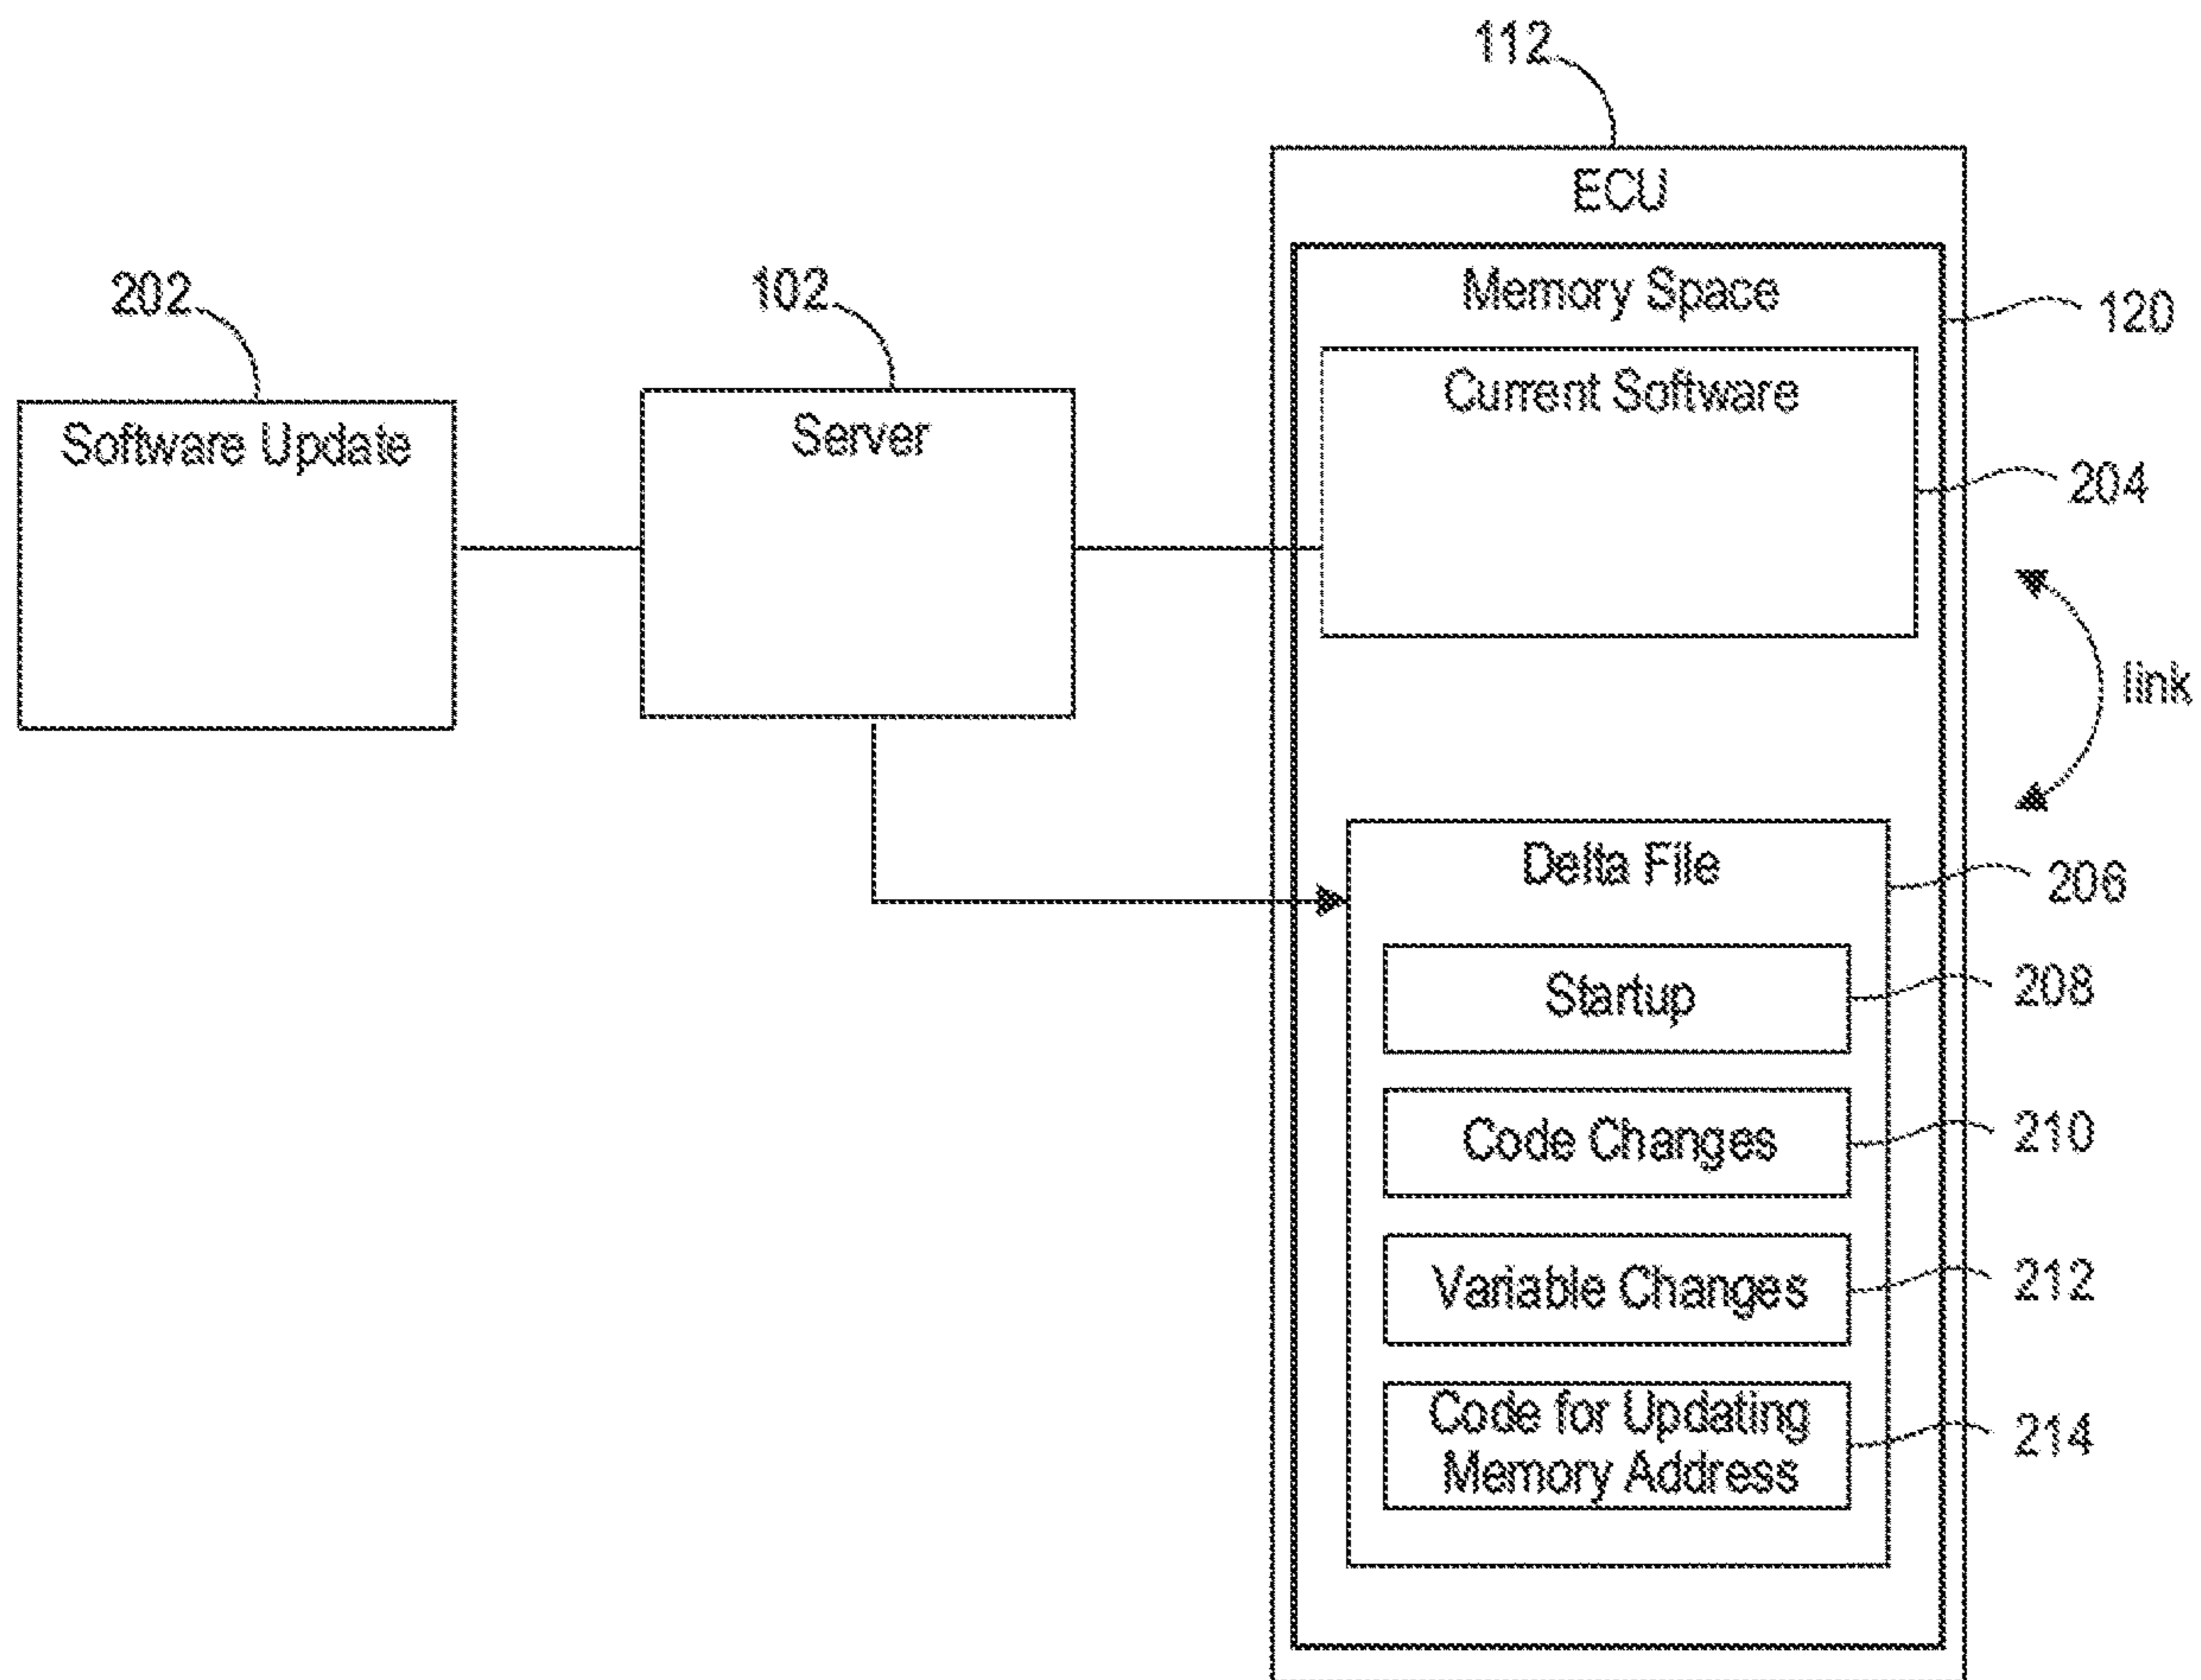 112
ECU
202
102
Memory Space
120
Software Update
Server
Current Software
204
link
Delta File
206
Startup
208
Code Changes
210
Variable Changes
212
Code for Updating
Memory Address
214